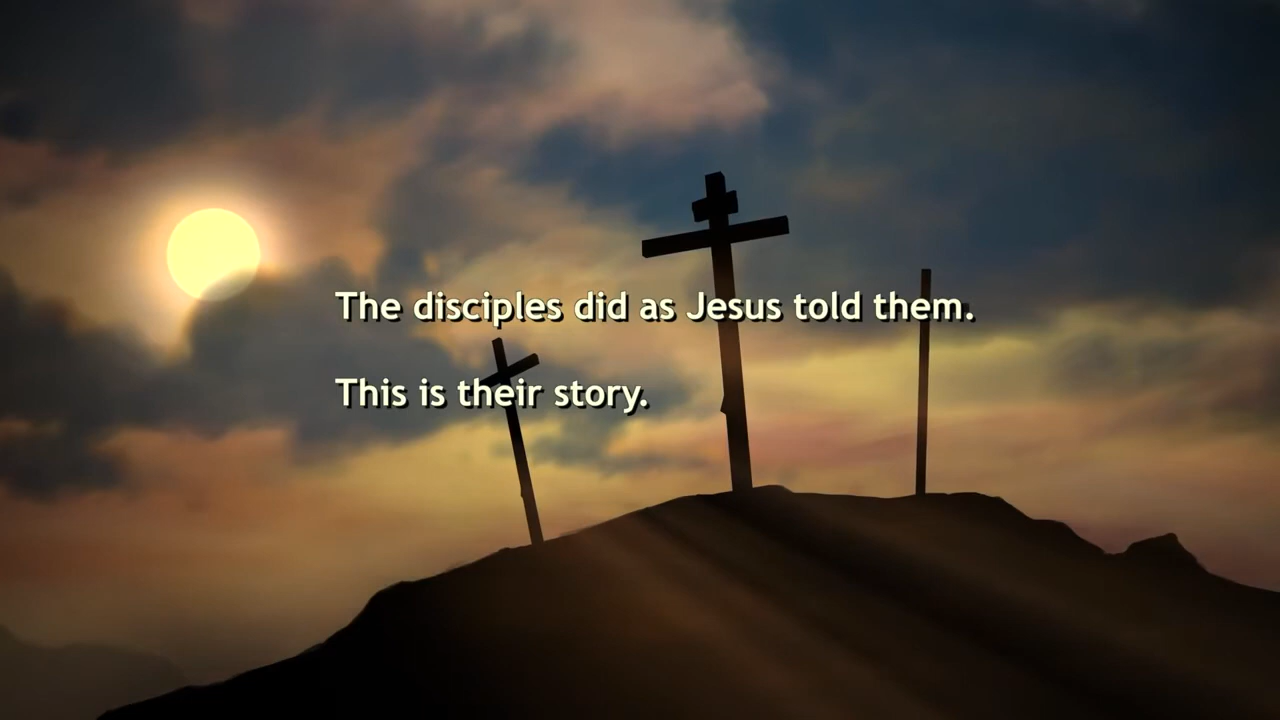 The disciples did as Jesus told them.
This is their story.